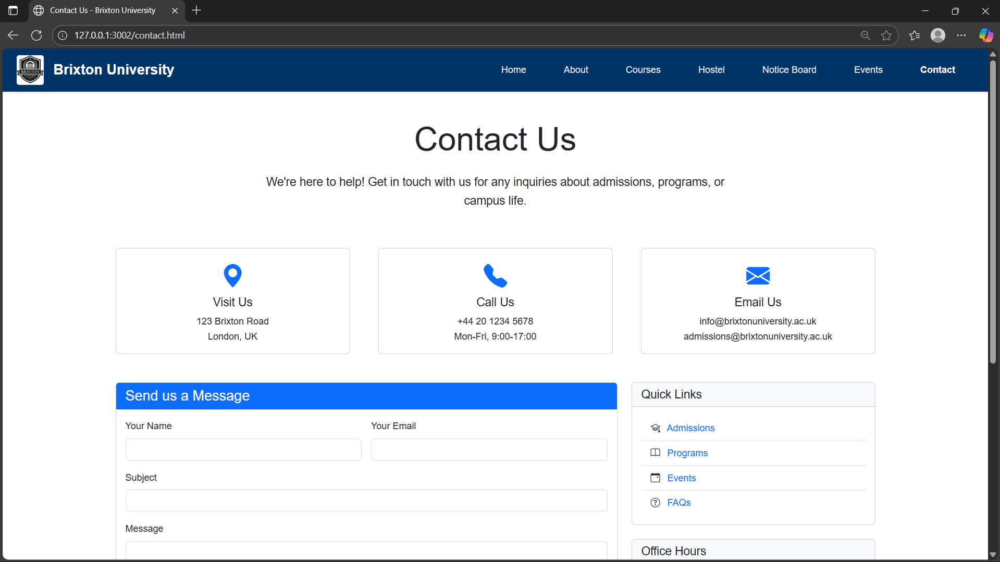 Contact Us - Brixton University
127.0.0.1:3002/contact.html
BRIXTON
UNIVERSITY
Brixton University
Home
About
Courses
Hostel
Notice Board
Events
Contact
Contact Us
We're here to help! Get in touch with us for any inquiries about admissions, programs, or
campus life.
Visit Us
123 Brixton Road
London, UK
Call Us
+44 20 1234 5678
Mon-Fri, 9:00-17:00
Email Us
info@brixtonuniversity.ac.uk
admissions@brixtonuniversity.ac.uk
Send us a Message
Your Name
Your Email
Subject
Message
Quick Links
Admissions
Programs
Events
FAQs
Office Hours